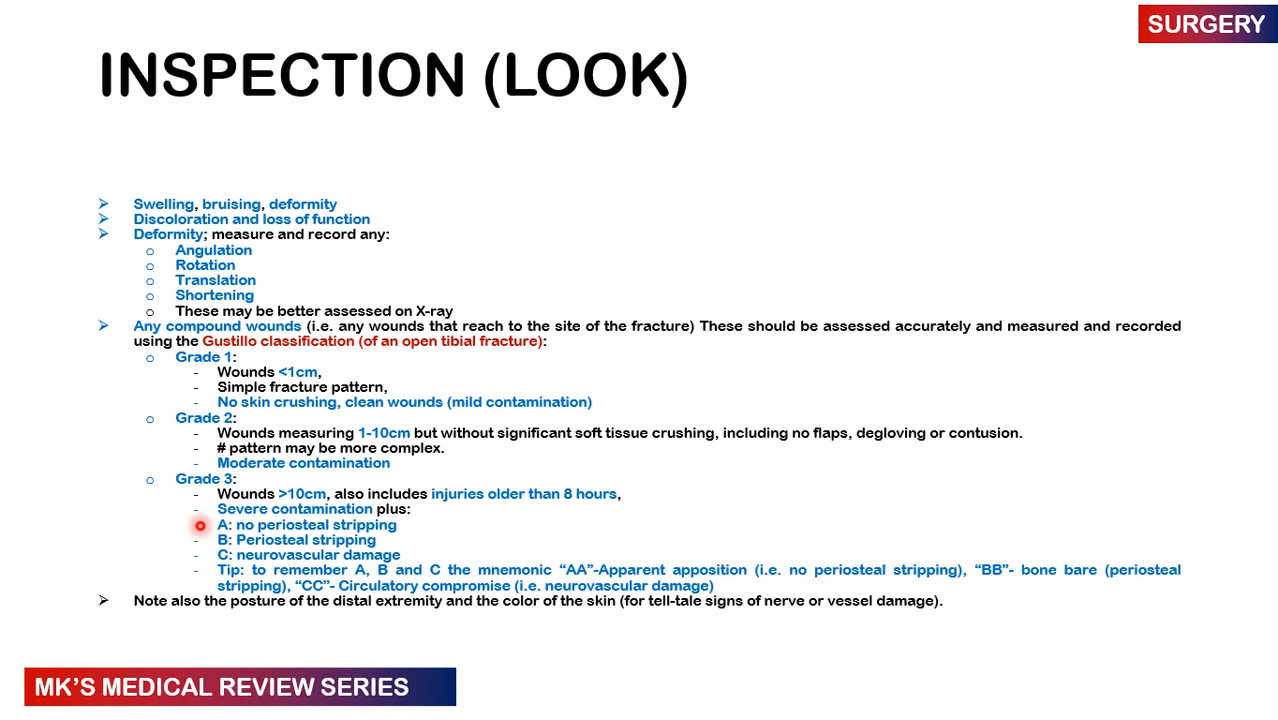 SURGERY
INSPECTION (LOOK)
➢ Swelling, bruising, deformity
➢ Discoloration and loss of function
➢ Deformity; measure and record any:
o Angulation
o Rotation
o Translation
o Shortening
o These may be better assessed on X-ray
➢ Any compound wounds (i.e. any wounds that reach to the site of the fracture) These should be assessed accurately and measured and recorded
using the Gustillo classification (of an open tibial fracture):
o Grade 1:
- Wounds <1cm,
- Simple fracture pattern,
- No skin crushing, clean wounds (mild contamination)
o Grade 2:
- Wounds measuring 1-10cm but without significant soft tissue crushing, including no flaps, degloving or contusion.
- # pattern may be more complex.
- Moderate contamination
o Grade 3:
- Wounds >10cm, also includes injuries older than 8 hours,
- Severe contamination plus:
A: no periosteal stripping
- B: Periosteal stripping
- C: neurovascular damage
- Tip: to remember A, B and C the mnemonic “AA”-Apparent apposition (i.e. no periosteal stripping), “BB”- bone bare (periosteal
stripping), “CC”- Circulatory compromise (i.e. neurovascular damage)
➢ Note also the posture of the distal extremity and the color of the skin (for tell-tale signs of nerve or vessel damage).
MK’S MEDICAL REVIEW SERIES